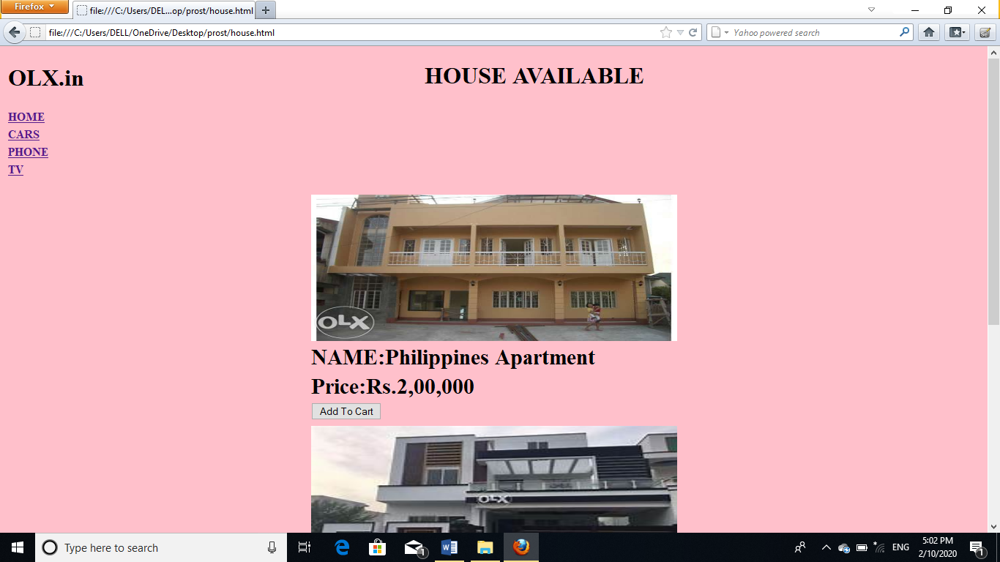 Firefox
file:///C:/Users/DEL...op/prost/house.html
file:///C:/Users/DELL/OneDrive/Desktop/prost/house.html
Yahoo powered search
OLX.in
HOUSE AVAILABLE
HOME
CARS
PHONE
TV
OLX
NAME:Philippines Apartment
Price:Rs.2,00,000
Add To Cart
OLX
Type here to search
1
ENG
5:02 PM
2/10/2020
1